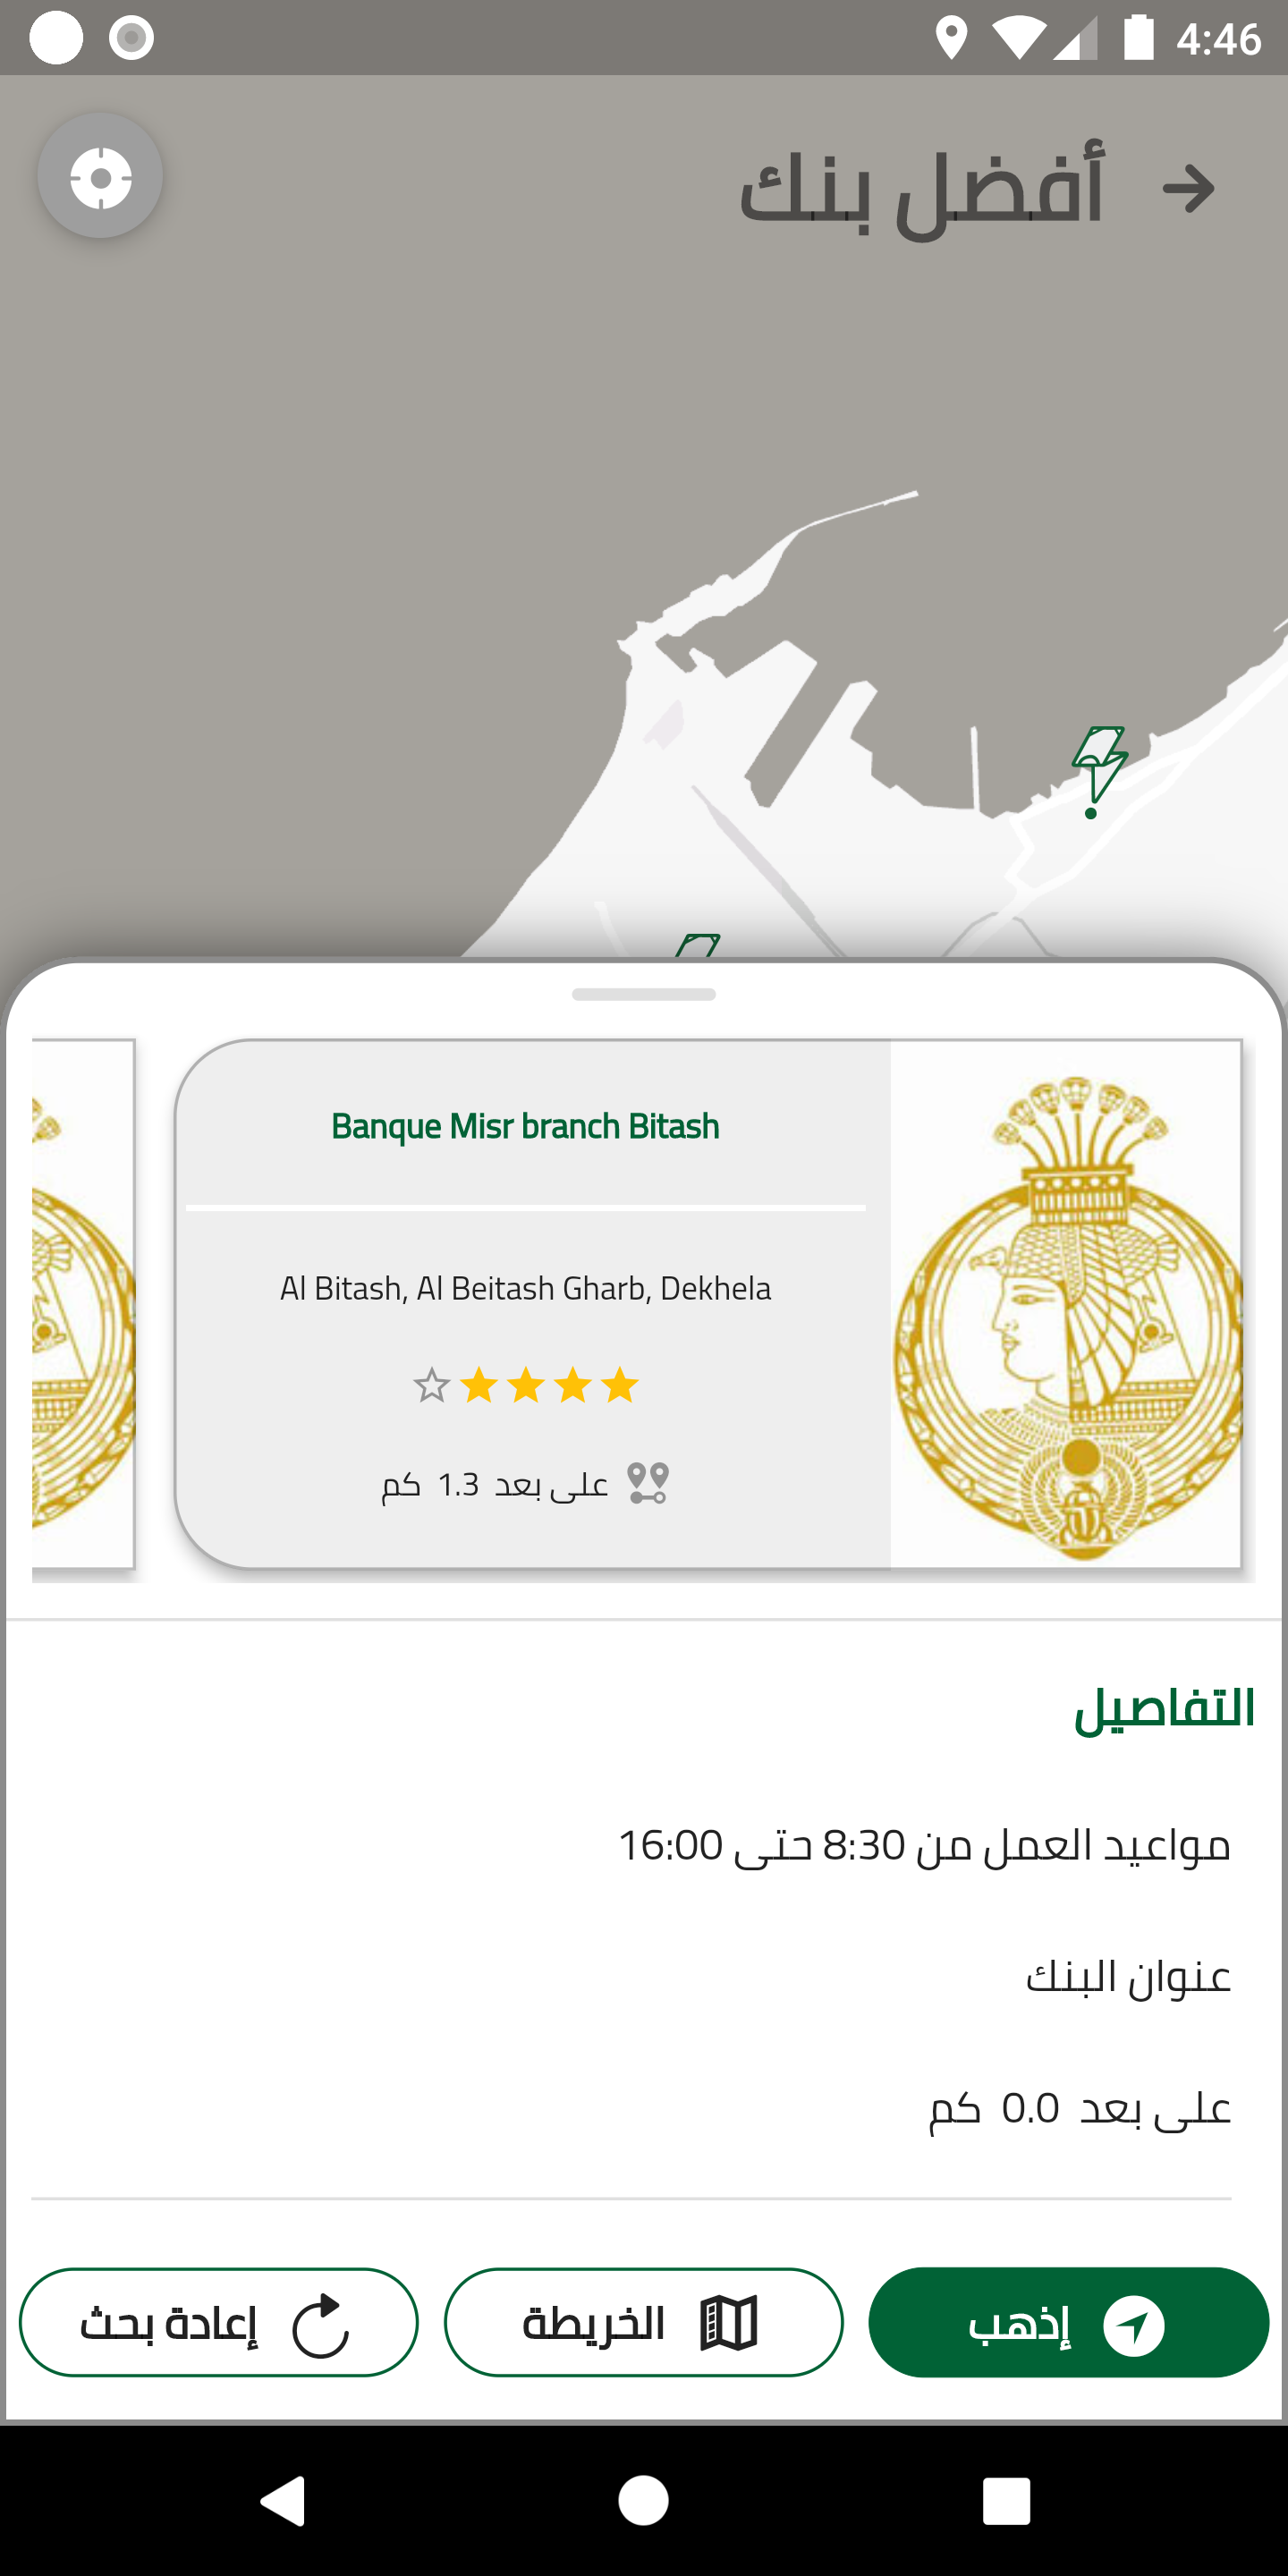 4:46
أفضل بنك
Banque Misr branch Bitash
Al Bitash, Al Beitash Gharb, Dekhela
على بعد 1.3 كم
التفاصيل
مواعيد العمل من 8:30 حتى 16:00
عنوان البنك
على بعد 0.0 كم
إذهب
الخريطة
إعادة بحث